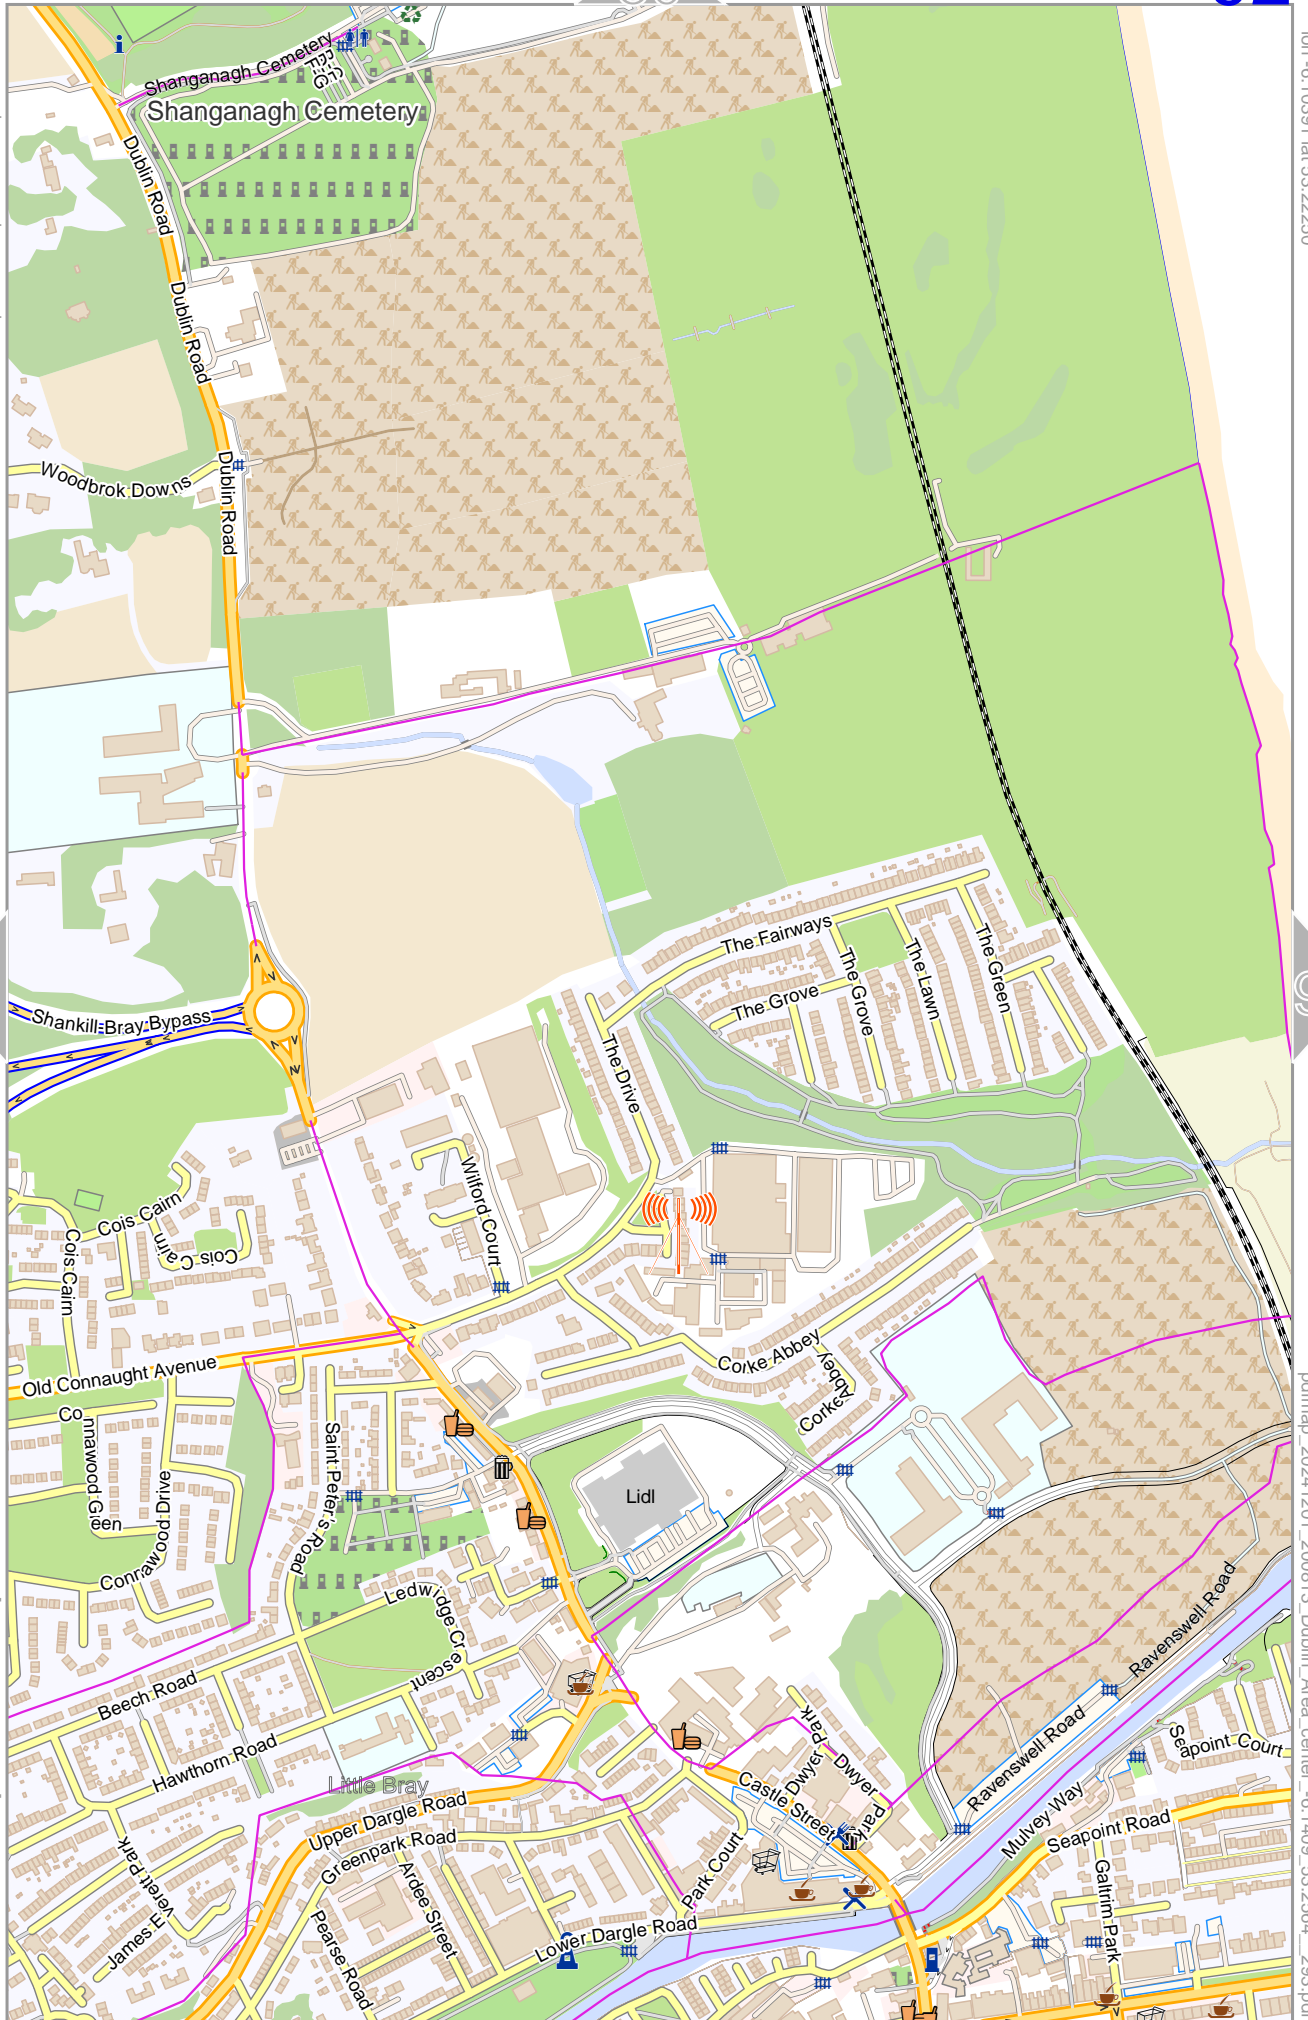 Shanganagh Cemetery
Shanganagh Cemetery
Dublin Road
Dublin Road
Dublin Road
Woodbrok Downs
The Fairways
The Grove
The Grove
The Lawn
The Green
The Drive
Shankill Bray Bypass
Wilford Court
Cois Cairn
Cois Cairn
Cois Cairn
Corke Abbey
Corke Abbey
Old Connaught Avenue
Connawood Green
Connawood Drive
Saint Peter's Road
Lidl
Ledwidge Crescent
Beech Road
Hawthorn Road
Little Bray
Upper Dargle Road
Greenpark Road
Ardee Street
Pearse Road
James Everett Park
Castle Street
Dwyer Park
Dwyer Park
Park Court
Lower Dargle Road
Ravenswell Road
Ravenswell Road
Mulvey Way
Seapoint Road
Seapoint Court
Galtrim Park